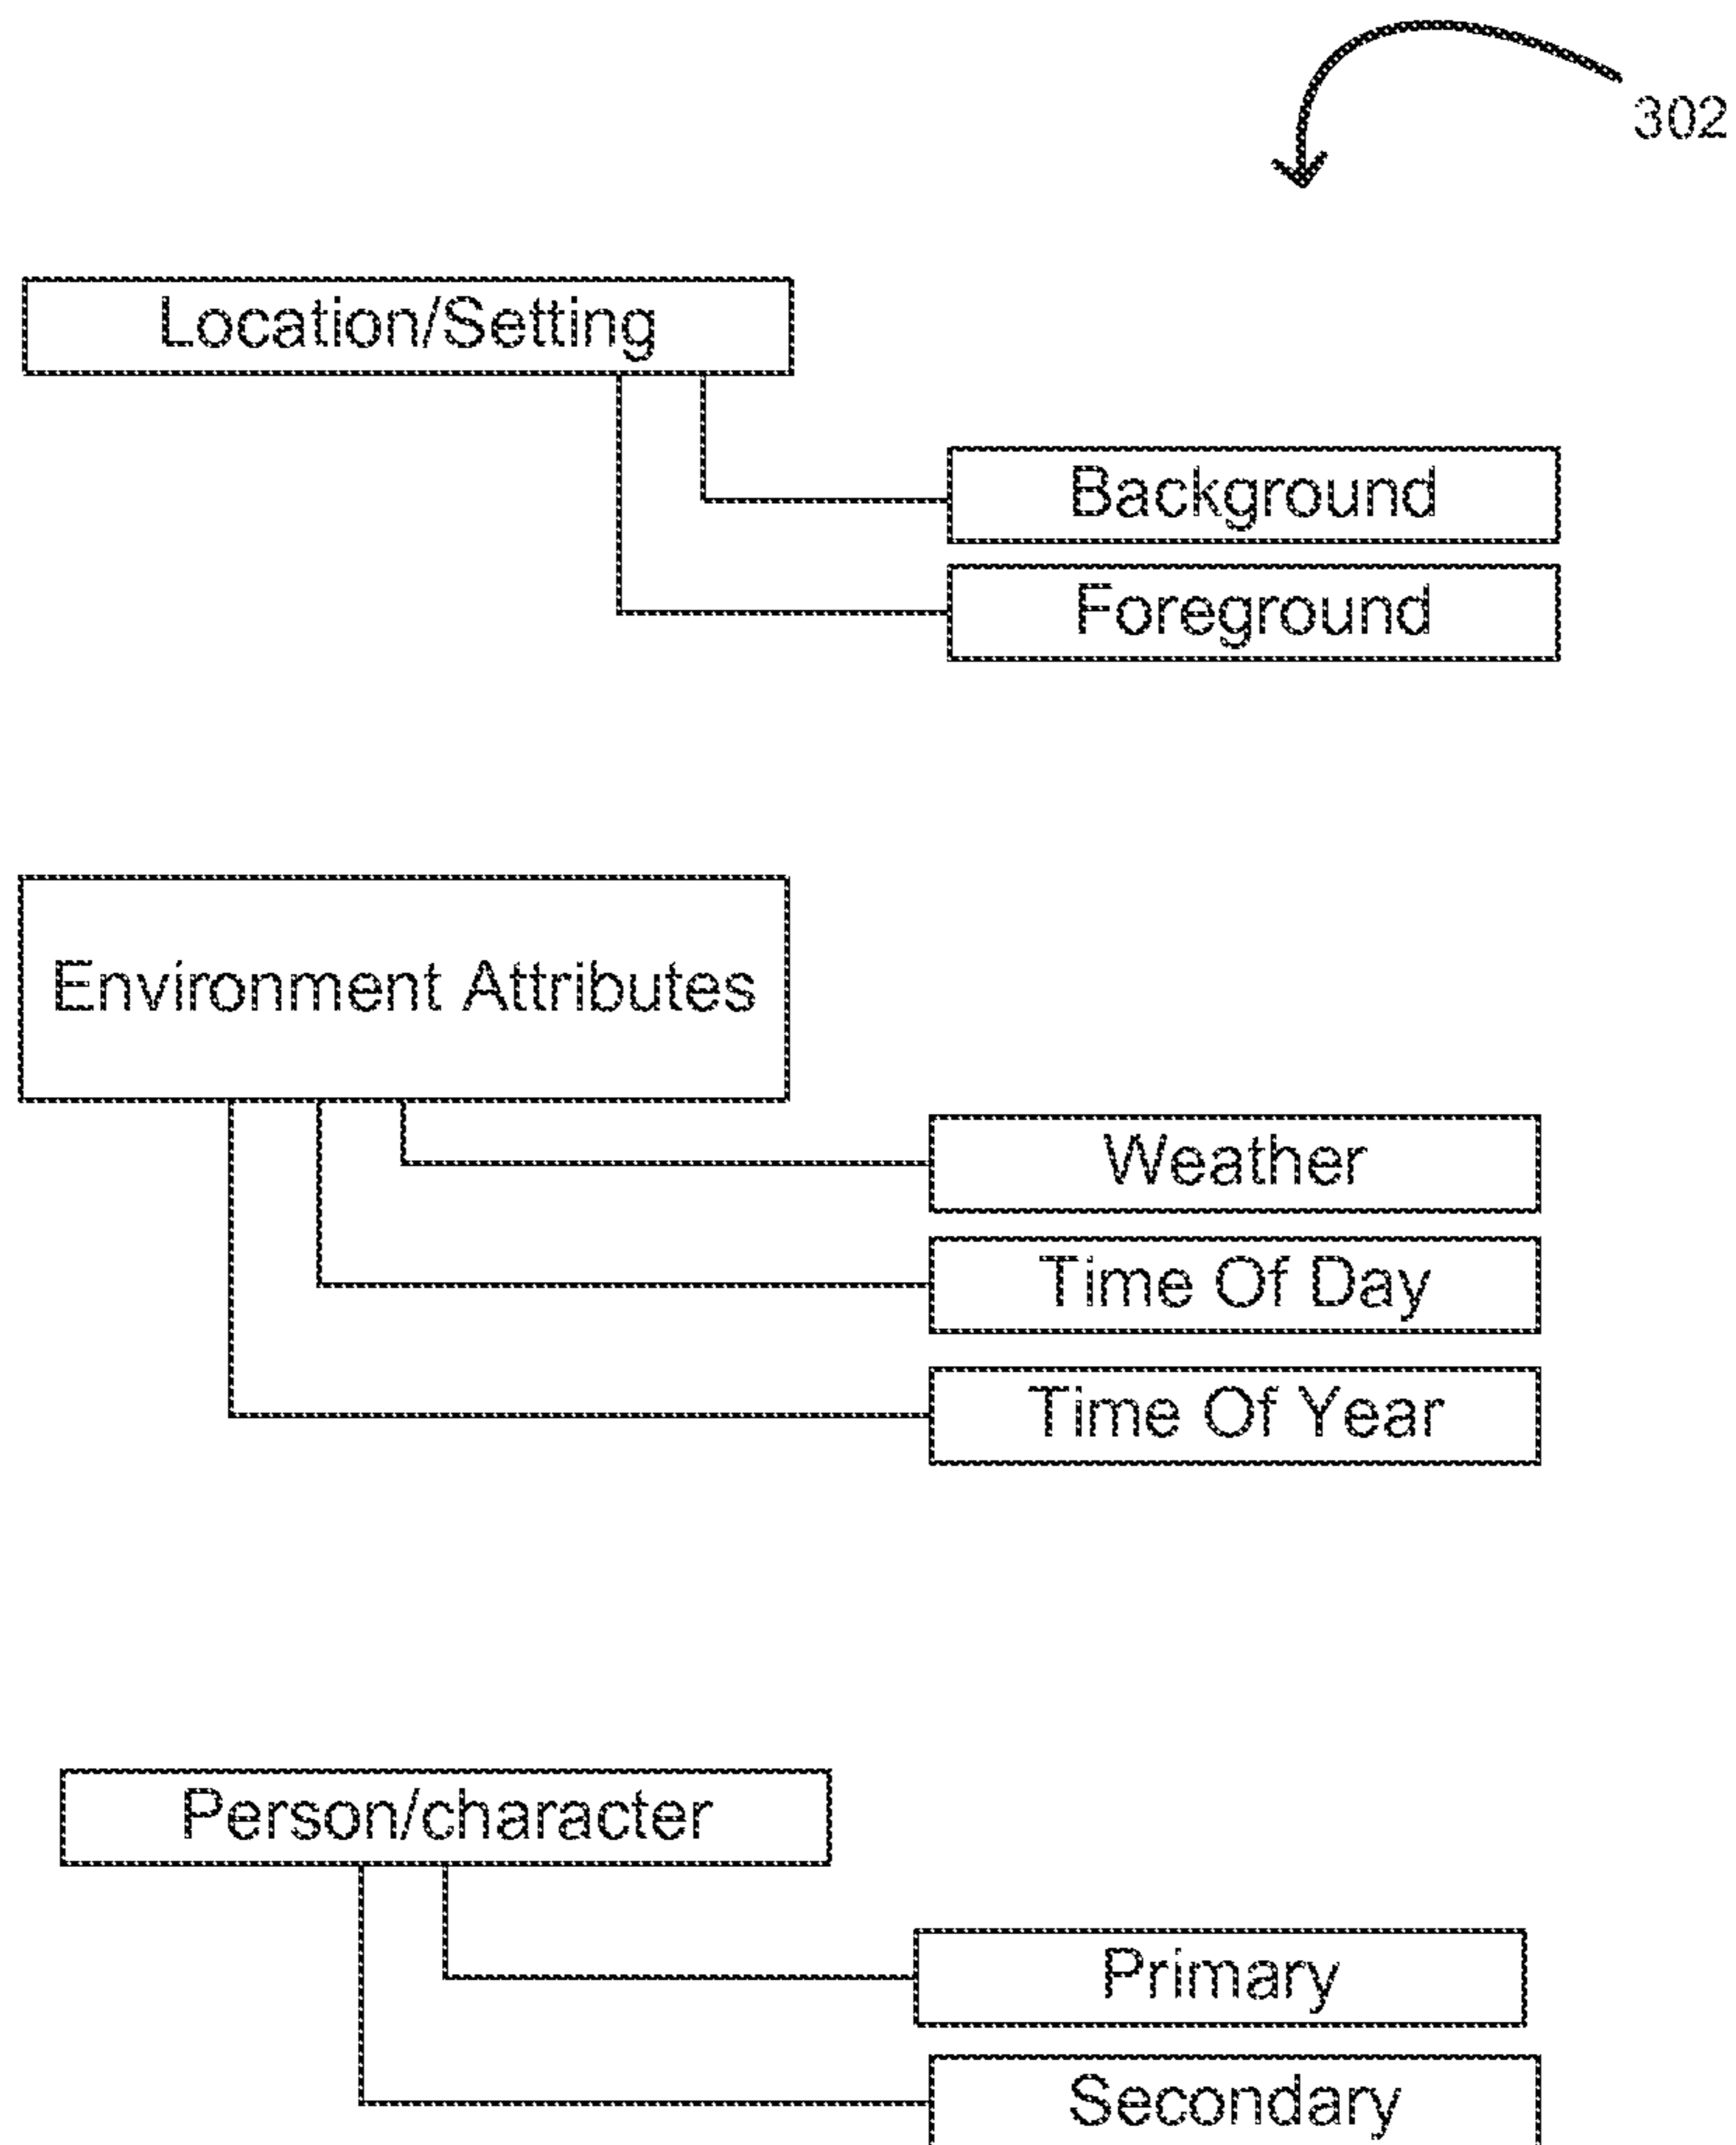 302
Location/Setting
Background
Foreground
Environment Attributes
Weather
Time Of Day
Time Of Year
Person/character
Primary
Secondary